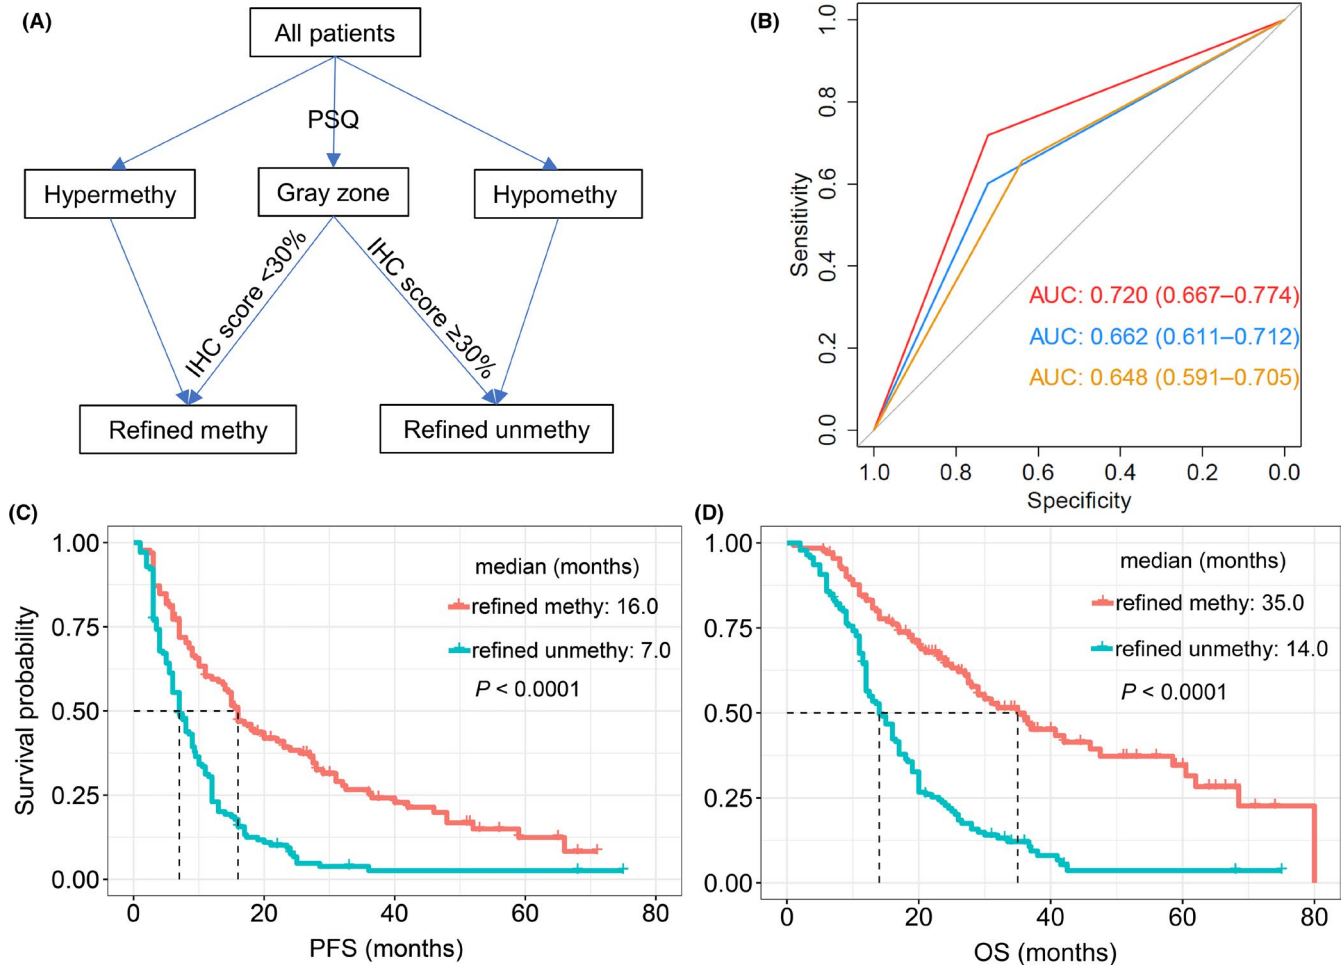 (A)
All patients
PSQ
Hypermethy
Gray zone
Hypomethy
IHC score <30%
IHC score ≥30%
Refined methy
Refined unmethy
(B)
Sensitivity
1.0
0.8
0.6
0.4
0.2
0.0
AUC: 0.720 (0.667–0.774)
AUC: 0.662 (0.611–0.712)
AUC: 0.648 (0.591–0.705)
1.0 0.8 0.6 0.4 0.2 0.0
Specificity
(C)
Survival probability
1.00
0.75
0.50
0.25
0.00
median (months)
refined methy: 16.0
refined unmethy: 7.0
P < 0.0001
0 20 40 60 80
PFS (months)
(D)
1.00
0.75
0.50
0.25
0.00
median (months)
refined methy: 35.0
refined unmethy: 14.0
P < 0.0001
0 20 40 60 80
OS (months)